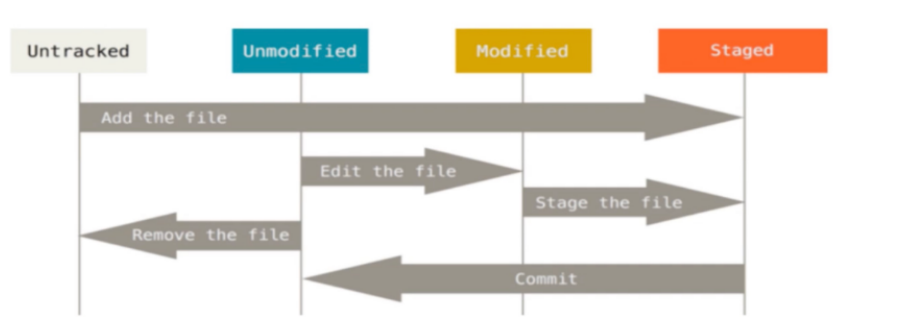 Untracked
Unmodified
Modified
Staged
Add the file
Edit the file
Stage the file
Remove the file
Commit